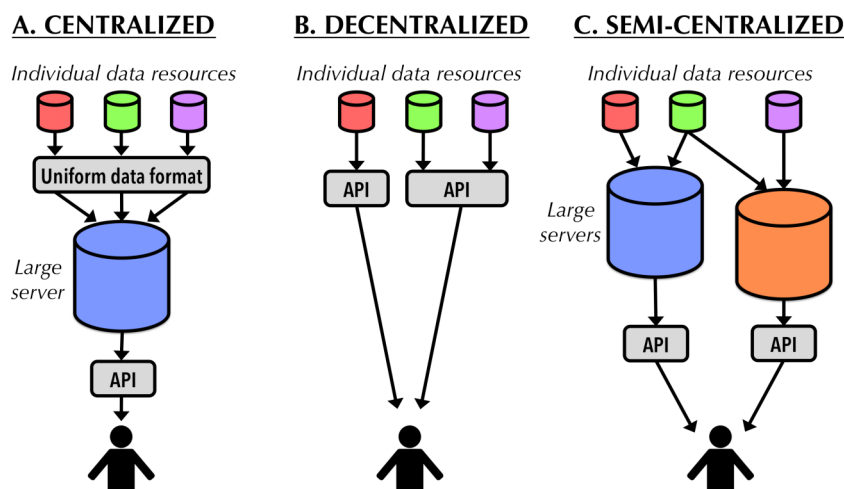 A. CENTRALIZED
Individual data resources
Uniform data format
Large
server
API
B. DECENTRALIZED
Individual data resources
API
API
C. SEMI-CENTRALIZED
Individual data resources
Large
servers
API
API